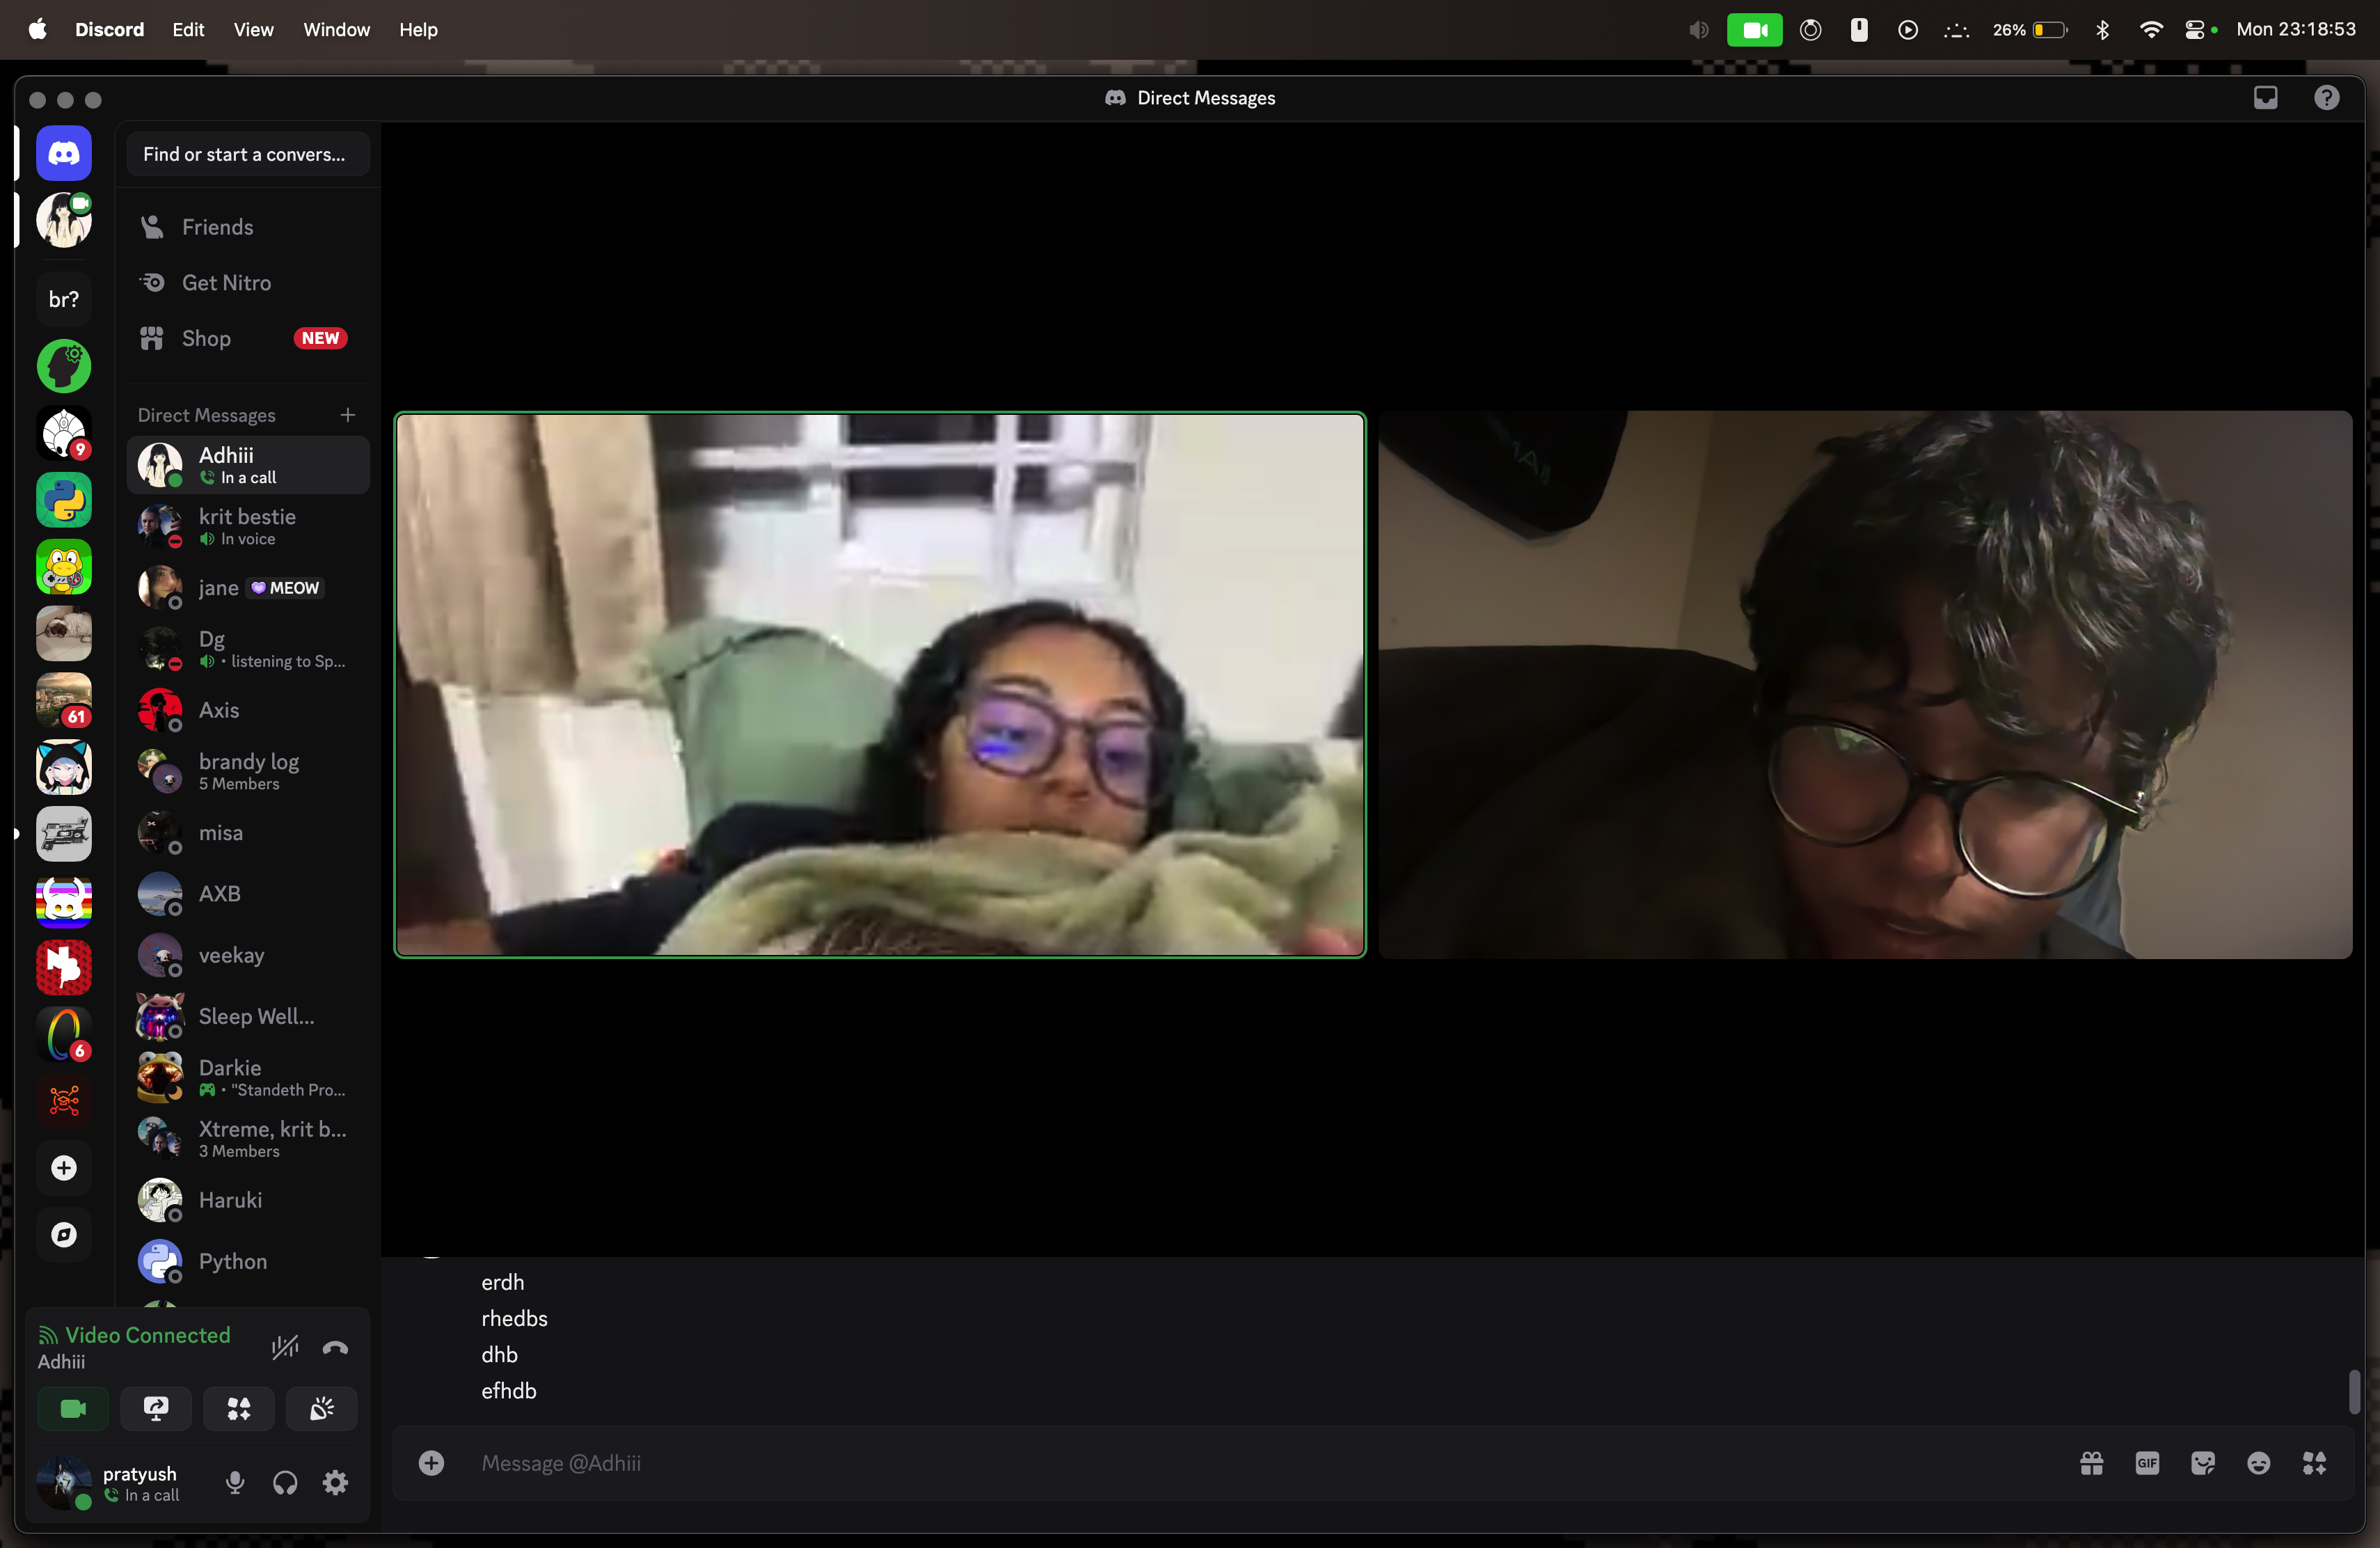 Discord Edit View Window Help
26% Mon 23:18:53
Direct Messages
Find or start a convers...
Friends
Get Nitro
Shop NEW
br?
9
61
6
Direct Messages
Adhiii
In a call
krit bestie
In voice
jane MEOW
Dg
• listening to Sp...
Axis
brandy log
5 Members
misa
AXB
veekay
Sleep Well...
Darkie
• "Standeth Pro...
Xtreme, krit b...
3 Members
Haruki
Python
Video Connected
Adhiii
pratyush
In a call
erdh
rhedbs
dhb
efhdb
Message @Adhiii
GIF